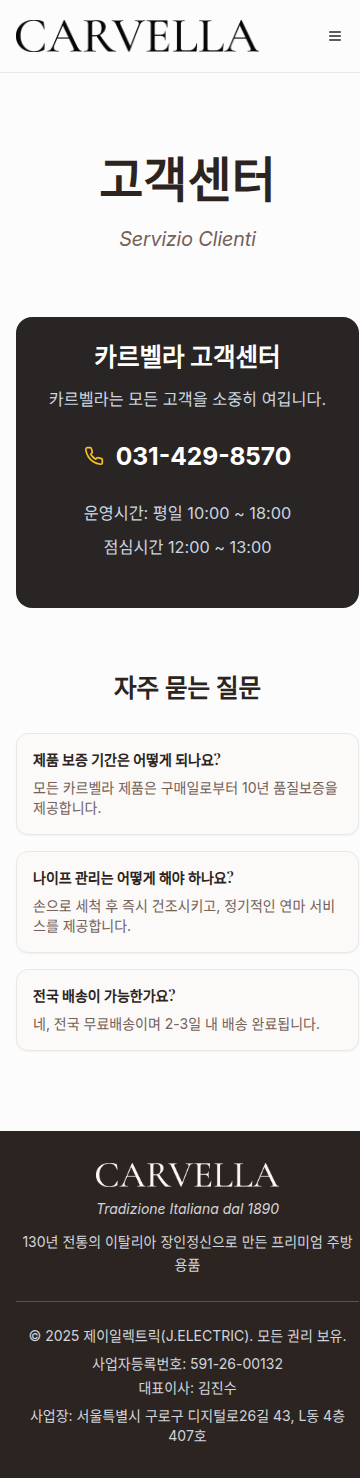 CARVELLA
고객센터
Servizio Clienti
카르벨라 고객센터
카르벨라는 모든 고객을 소중히 여깁니다.
031-429-8570
운영시간: 평일 10:00 ~ 18:00
점심시간 12:00 ~ 13:00
자주 묻는 질문
제품 보증 기간은 어떻게 되나요?
모든 카르벨라 제품은 구매일로부터 10년 품질보증을
제공합니다.
나이프 관리는 어떻게 해야 하나요?
손으로 세척 후 즉시 건조시키고, 정기적인 연마 서비
스를 제공합니다.
전국 배송이 가능한가요?
네, 전국 무료배송이며 2-3일 내 배송 완료됩니다.
CARVELLA
Tradizione Italiana dal 1890
130년 전통의 이탈리아 장인정신으로 만든 프리미엄 주방
용품
© 2025 제이일렉트릭(J.ELECTRIC). 모든 권리 보유.
사업자등록번호: 591-26-00132
대표이사: 김진수
사업장: 서울특별시 구로구 디지털로26길 43, L동 4층
407호